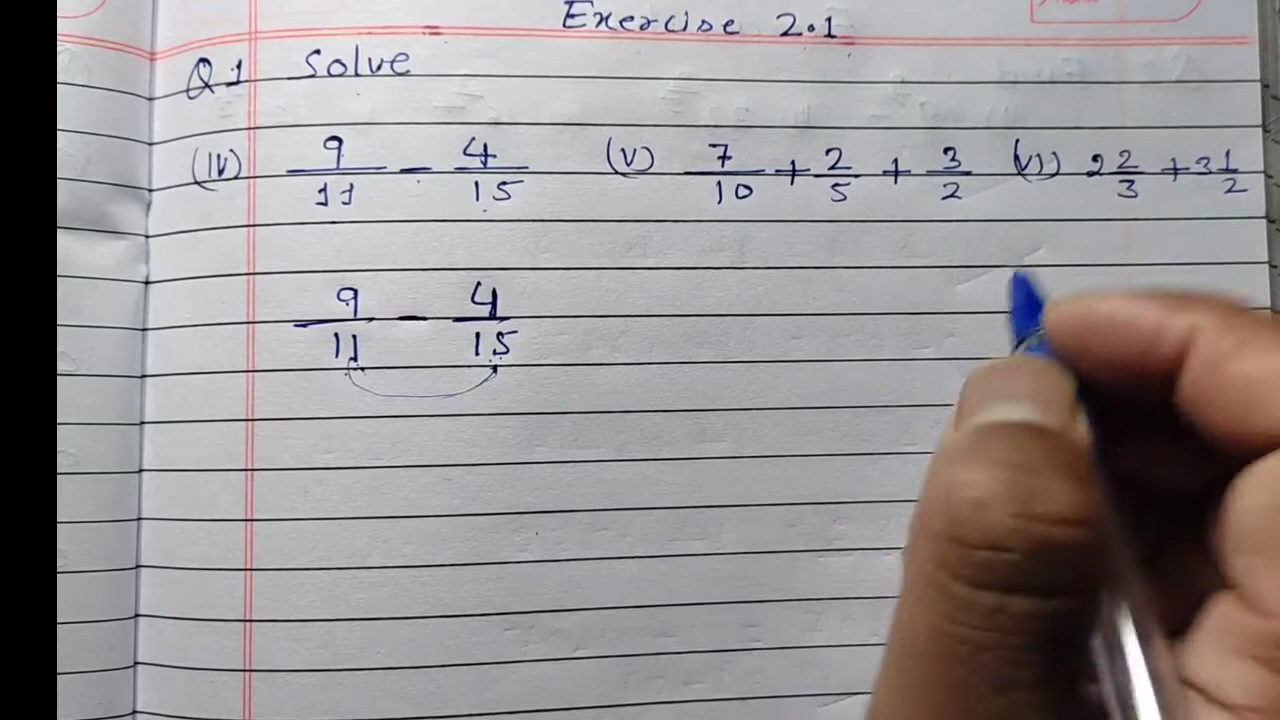 Exercise 2.1
Q1 Solve
(iv) 9/11 - 4/15 (v) 7/10 + 2/5 + 3/2 (vi) 2 2/3 + 3 1/2
9/11 - 4/15